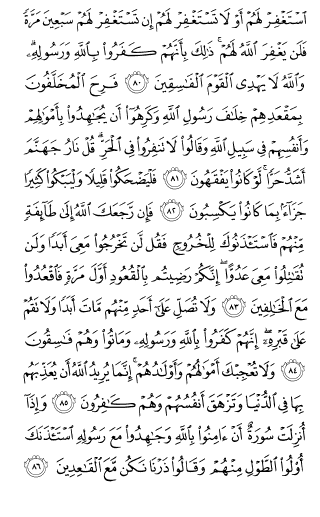 ٱسۡتَغۡفِرۡ لَهُمۡ أَوۡ لَا تَسۡتَغۡفِرۡ لَهُمۡ إِن تَسۡتَغۡفِرۡ لَهُمۡ سَبۡعِينَ مَرَّةٗ
فَلَن يَغۡفِرَ ٱللَّهُ لَهُمۡۚ ذَٰلِكَ بِأَنَّهُمۡ كَفَرُواْ بِٱللَّهِ وَرَسُولِهِۦۗ
وَٱللَّهُ لَا يَهۡدِي ٱلۡقَوۡمَ ٱلۡفَٰسِقِينَ ٨٠ فَرِحَ ٱلۡمُخَلَّفُونَ
بِمَقۡعَدِهِمۡ خِلَٰفَ رَسُولِ ٱللَّهِ وَكَرِهُوٓاْ أَن يُجَٰهِدُواْ بِأَمۡوَٰلِهِمۡ
وَأَنفُسِهِمۡ فِي سَبِيلِ ٱللَّهِ وَقَالُواْ لَا تَنفِرُواْ فِي ٱلۡحَرِّۗ قُلۡ نَارُ جَهَنَّمَ
أَشَدُّ حَرّٗاۚ لَّوۡ كَانُواْ يَفۡقَهُونَ ٨١ فَلۡيَضۡحَكُواْ قَلِيلٗا وَلۡيَبۡكُواْ كَثِيرٗا
جَزَآءَۢ بِمَا كَانُواْ يَكۡسِبُونَ ٨٢ فَإِن رَّجَعَكَ ٱللَّهُ إِلَىٰ طَآئِفَةٖ
مِّنۡهُمۡ فَٱسۡتَـٔۡذَنُوكَ لِلۡخُرُوجِ فَقُل لَّن تَخۡرُجُواْ مَعِيَ أَبَدٗا وَلَن
تُقَٰتِلُواْ مَعِيَ عَدُوًّاۖ إِنَّكُمۡ رَضِيتُم بِٱلۡقُعُودِ أَوَّلَ مَرَّةٖ فَٱقۡعُدُواْ
مَعَ ٱلۡخَٰلِفِينَ ٨٣ وَلَا تُصَلِّ عَلَىٰٓ أَحَدٖ مِّنۡهُم مَّاتَ أَبَدٗا وَلَا تَقُمۡ
عَلَىٰ قَبۡرِهِۦٓۖ إِنَّهُمۡ كَفَرُواْ بِٱللَّهِ وَرَسُولِهِۦ وَمَاتُواْ وَهُمۡ فَٰسِقُونَ
٨٤ وَلَا تُعۡجِبۡكَ أَمۡوَٰلُهُمۡ وَأَوۡلَٰدُهُمۡۚ إِنَّمَا يُرِيدُ ٱللَّهُ أَن يُعَذِّبَهُم
بِهَا فِي ٱلدُّنۡيَا وَتَزۡهَقَ أَنفُسُهُمۡ وَهُمۡ كَٰفِرُونَ ٨٥ وَإِذَآ
أُنزِلَتۡ سُورَةٌ أَنۡ ءَامِنُواْ بِٱللَّهِ وَجَٰهِدُواْ مَعَ رَسُولِهِ ٱسۡتَـٔۡذَنَكَ
أُوْلُواْ ٱلطَّوۡلِ مِنۡهُمۡ وَقَالُواْ ذَرۡنَا نَكُن مَّعَ ٱلۡقَٰعِدِينَ ٨٦